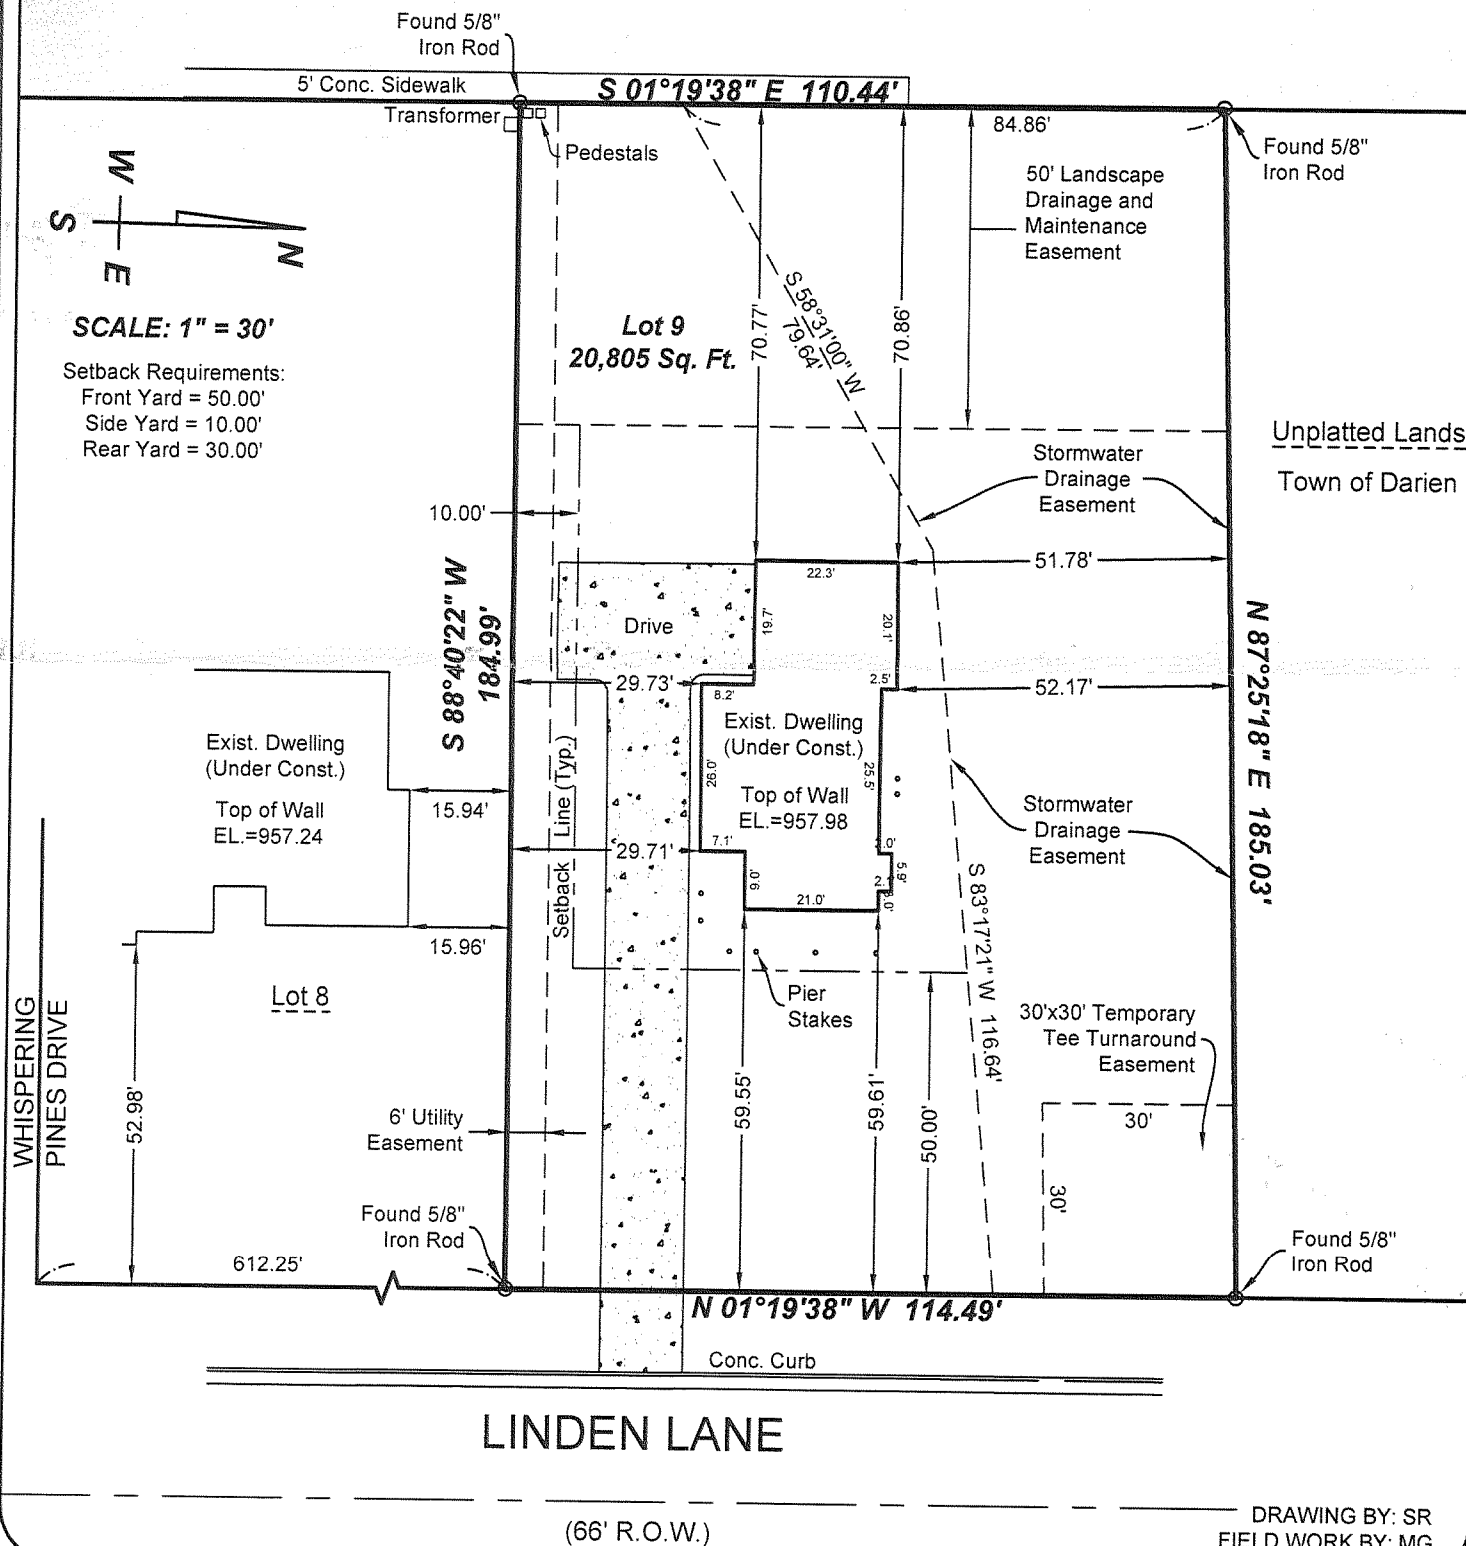 Found 5/8"
Iron Rod
5' Conc. Sidewalk
S 01°19'38" E 110.44'
Transformer
Pedestals
84.86'
Found 5/8"
Iron Rod
50' Landscape
Drainage and
Maintenance
Easement
W
S
N
E
SCALE: 1" = 30'
Setback Requirements:
Front Yard = 50.00'
Side Yard = 10.00'
Rear Yard = 30.00'
Lot 9
20,805 Sq. Ft.
70.77'
S 58°31'00" W
79.64'
70.86'
Unplatted Lands
Town of Darien
Stormwater
Drainage
Easement
10.00'
S 88°40'22" W
184.99'
22.3'
51.78'
Drive
19.7'
20.1'
N 87°25'18" E 185.03'
29.73'
8.2'
2.5'
52.17'
Exist. Dwelling
(Under Const.)
Top of Wall
EL.=957.24
15.94'
Setback Line (Typ.)
Exist. Dwelling
(Under Const.)
Top of Wall
EL.=957.98
26.0'
25.5'
Stormwater
Drainage
Easement
29.71'
7.1'
9.0'
21.0'
5.9'
S 83°17'21" W 116.64'
15.96'
Lot 8
Pier
Stakes
WHISPERING
PINES DRIVE
52.98'
59.55'
59.61'
50.00'
30'x30' Temporary
Tee Turnaround
Easement
30'
30'
6' Utility
Easement
Found 5/8"
Iron Rod
612.25'
Found 5/8"
Iron Rod
N 01°19'38" W 114.49'
Conc. Curb
LINDEN LANE
(66' R.O.W.)
DRAWING BY: SR
FIELD WORK BY: MG